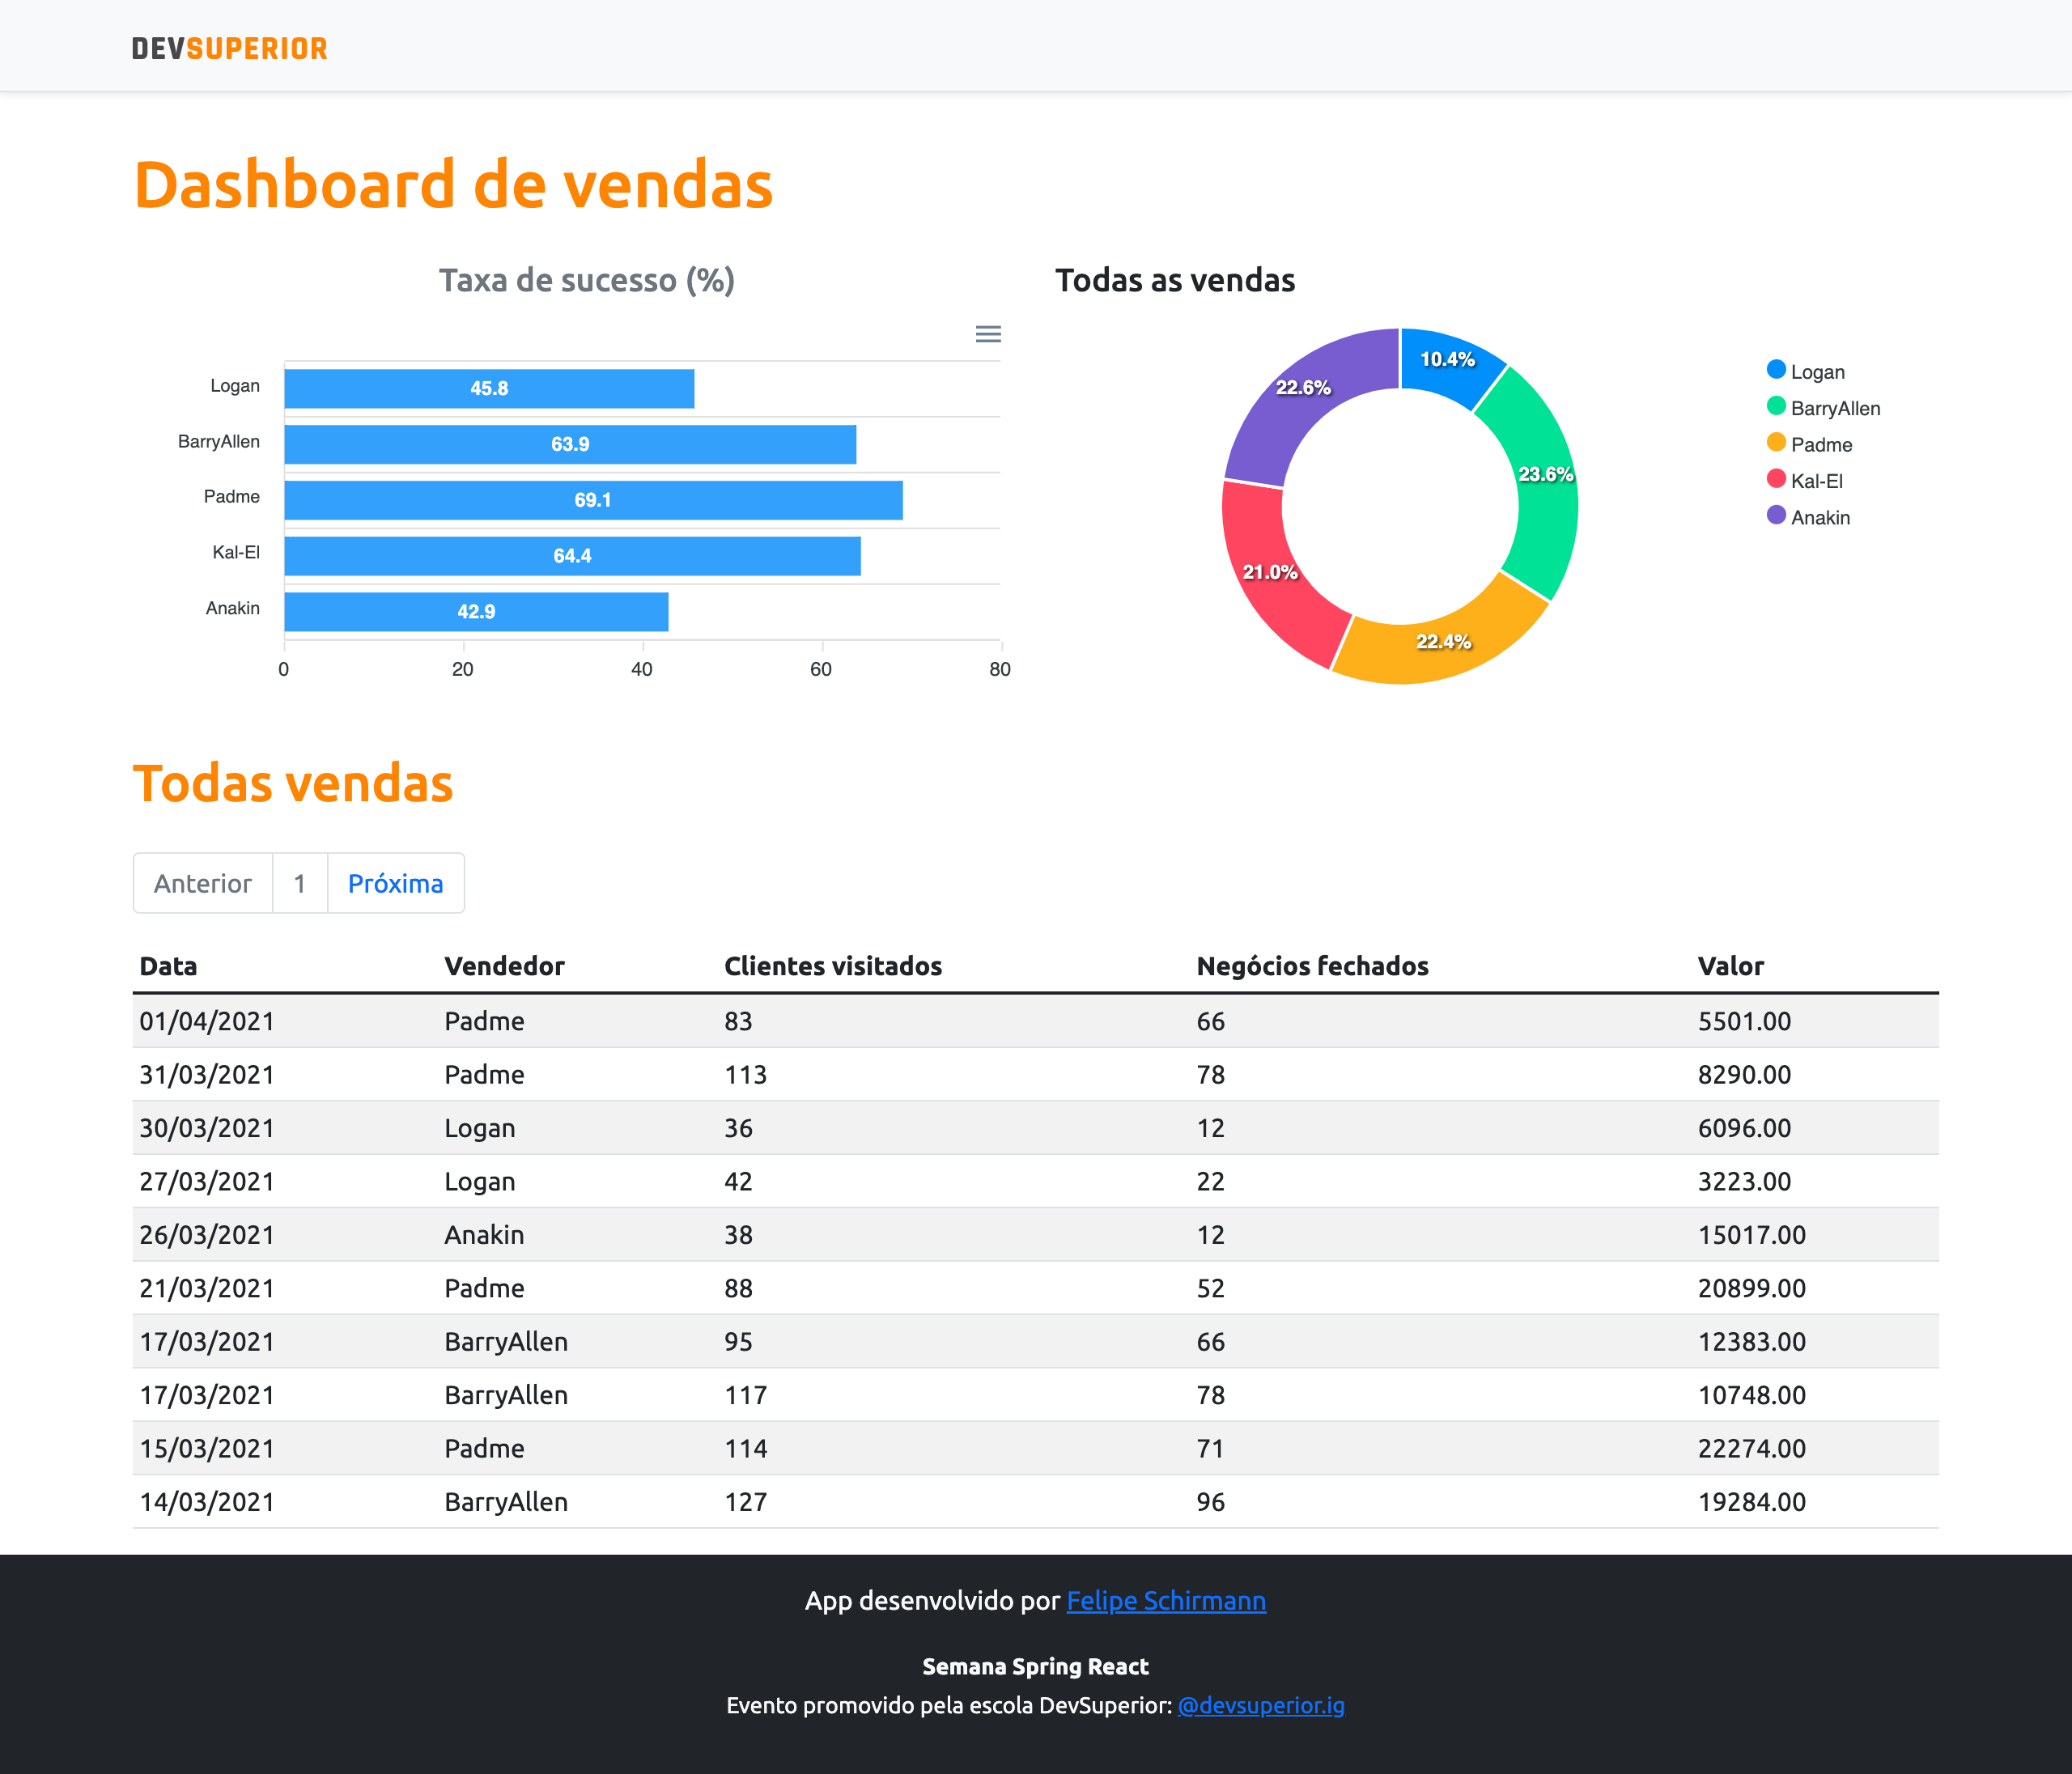 DEVSUPERIOR
Dashboard de vendas
Taxa de sucesso (%)
Logan 45.8
BarryAllen 63.9
Padme 69.1
Kal-El 64.4
Anakin 42.9
0 20 40 60 80
Todas as vendas
10.4%
23.6%
22.4%
21.0%
22.6%
Logan
BarryAllen
Padme
Kal-El
Anakin
Todas vendas
Anterior 1 Próxima
Data Vendedor Clientes visitados Negócios fechados Valor
01/04/2021 Padme 83 66 5501.00
31/03/2021 Padme 113 78 8290.00
30/03/2021 Logan 36 12 6096.00
27/03/2021 Logan 42 22 3223.00
26/03/2021 Anakin 38 12 15017.00
21/03/2021 Padme 88 52 20899.00
17/03/2021 BarryAllen 95 66 12383.00
17/03/2021 BarryAllen 117 78 10748.00
15/03/2021 Padme 114 71 22274.00
14/03/2021 BarryAllen 127 96 19284.00
App desenvolvido por Felipe Schirmann
Semana Spring React
Evento promovido pela escola DevSuperior: @devsuperior.ig